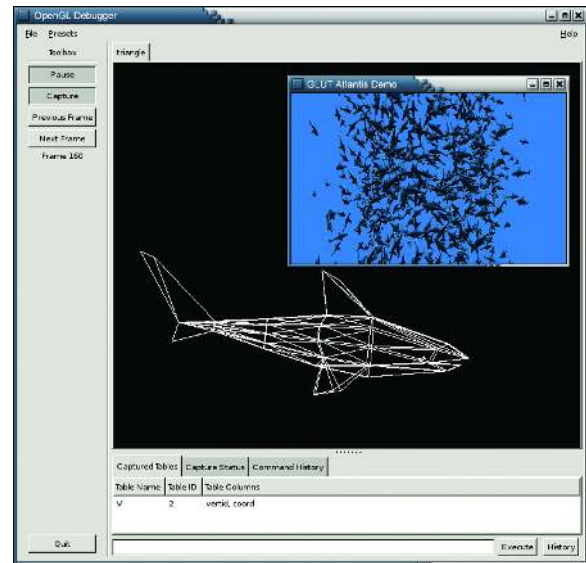 OpenGL Debugger
File Presets Help
Toolbox
triangle
Pause
Capture
Previous Frame
Next Frame
Frame 160
GLUT Atlantis Demo
Captured Tables Capture Status Command History
Table Name Table ID Table Columns
V 2 vertid, coord
Quit
Execute History